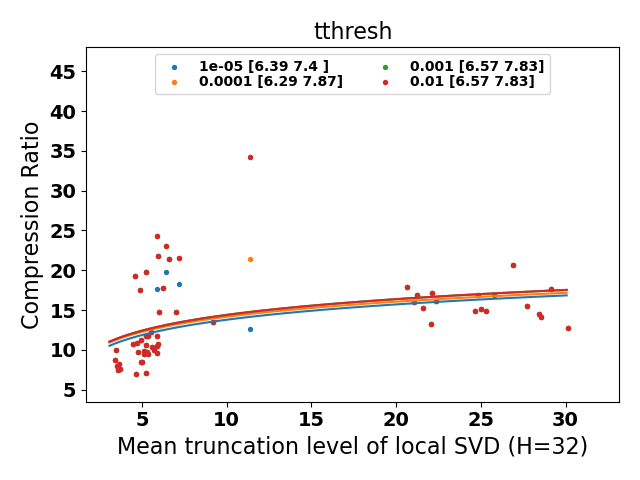 tthresh
1e-05 [6.39 7.4 ]
0.0001 [6.29 7.87]
0.001 [6.57 7.83]
0.01 [6.57 7.83]
Compression Ratio
45
40
35
30
25
20
15
10
5
5 10 15 20 25 30
Mean truncation level of local SVD (H=32)